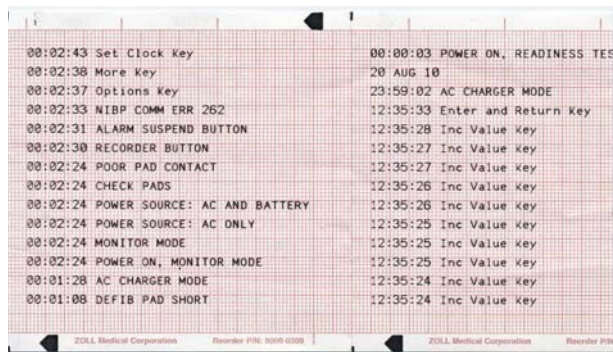 00:02:43 Set Clock Key
00:02:38 More Key
00:02:37 Options Key
00:02:33 NIBP COMM ERR 262
00:02:31 ALARM SUSPEND BUTTON
00:02:30 RECORDER BUTTON
00:02:24 POOR PAD CONTACT
00:02:24 CHECK PADS
00:02:24 POWER SOURCE: AC AND BATTERY
00:02:24 POWER SOURCE: AC ONLY
00:02:24 MONITOR MODE
00:02:24 POWER ON, MONITOR MODE
00:01:28 AC CHARGER MODE
00:01:08 DEFIB PAD SHORT
ZOLL Medical Corporation Reorder P/N: 8000-0309
00:00:03 POWER ON, READINESS TES
20 AUG 10
23:59:02 AC CHARGER MODE
12:35:33 Enter and Return Key
12:35:28 Inc Value Key
12:35:27 Inc Value Key
12:35:27 Inc Value Key
12:35:26 Inc Value Key
12:35:26 Inc Value Key
12:35:25 Inc Value Key
12:35:25 Inc Value Key
12:35:25 Inc Value Key
12:35:24 Inc Value Key
12:35:24 Inc Value Key
ZOLL Medical Corporation Reorder